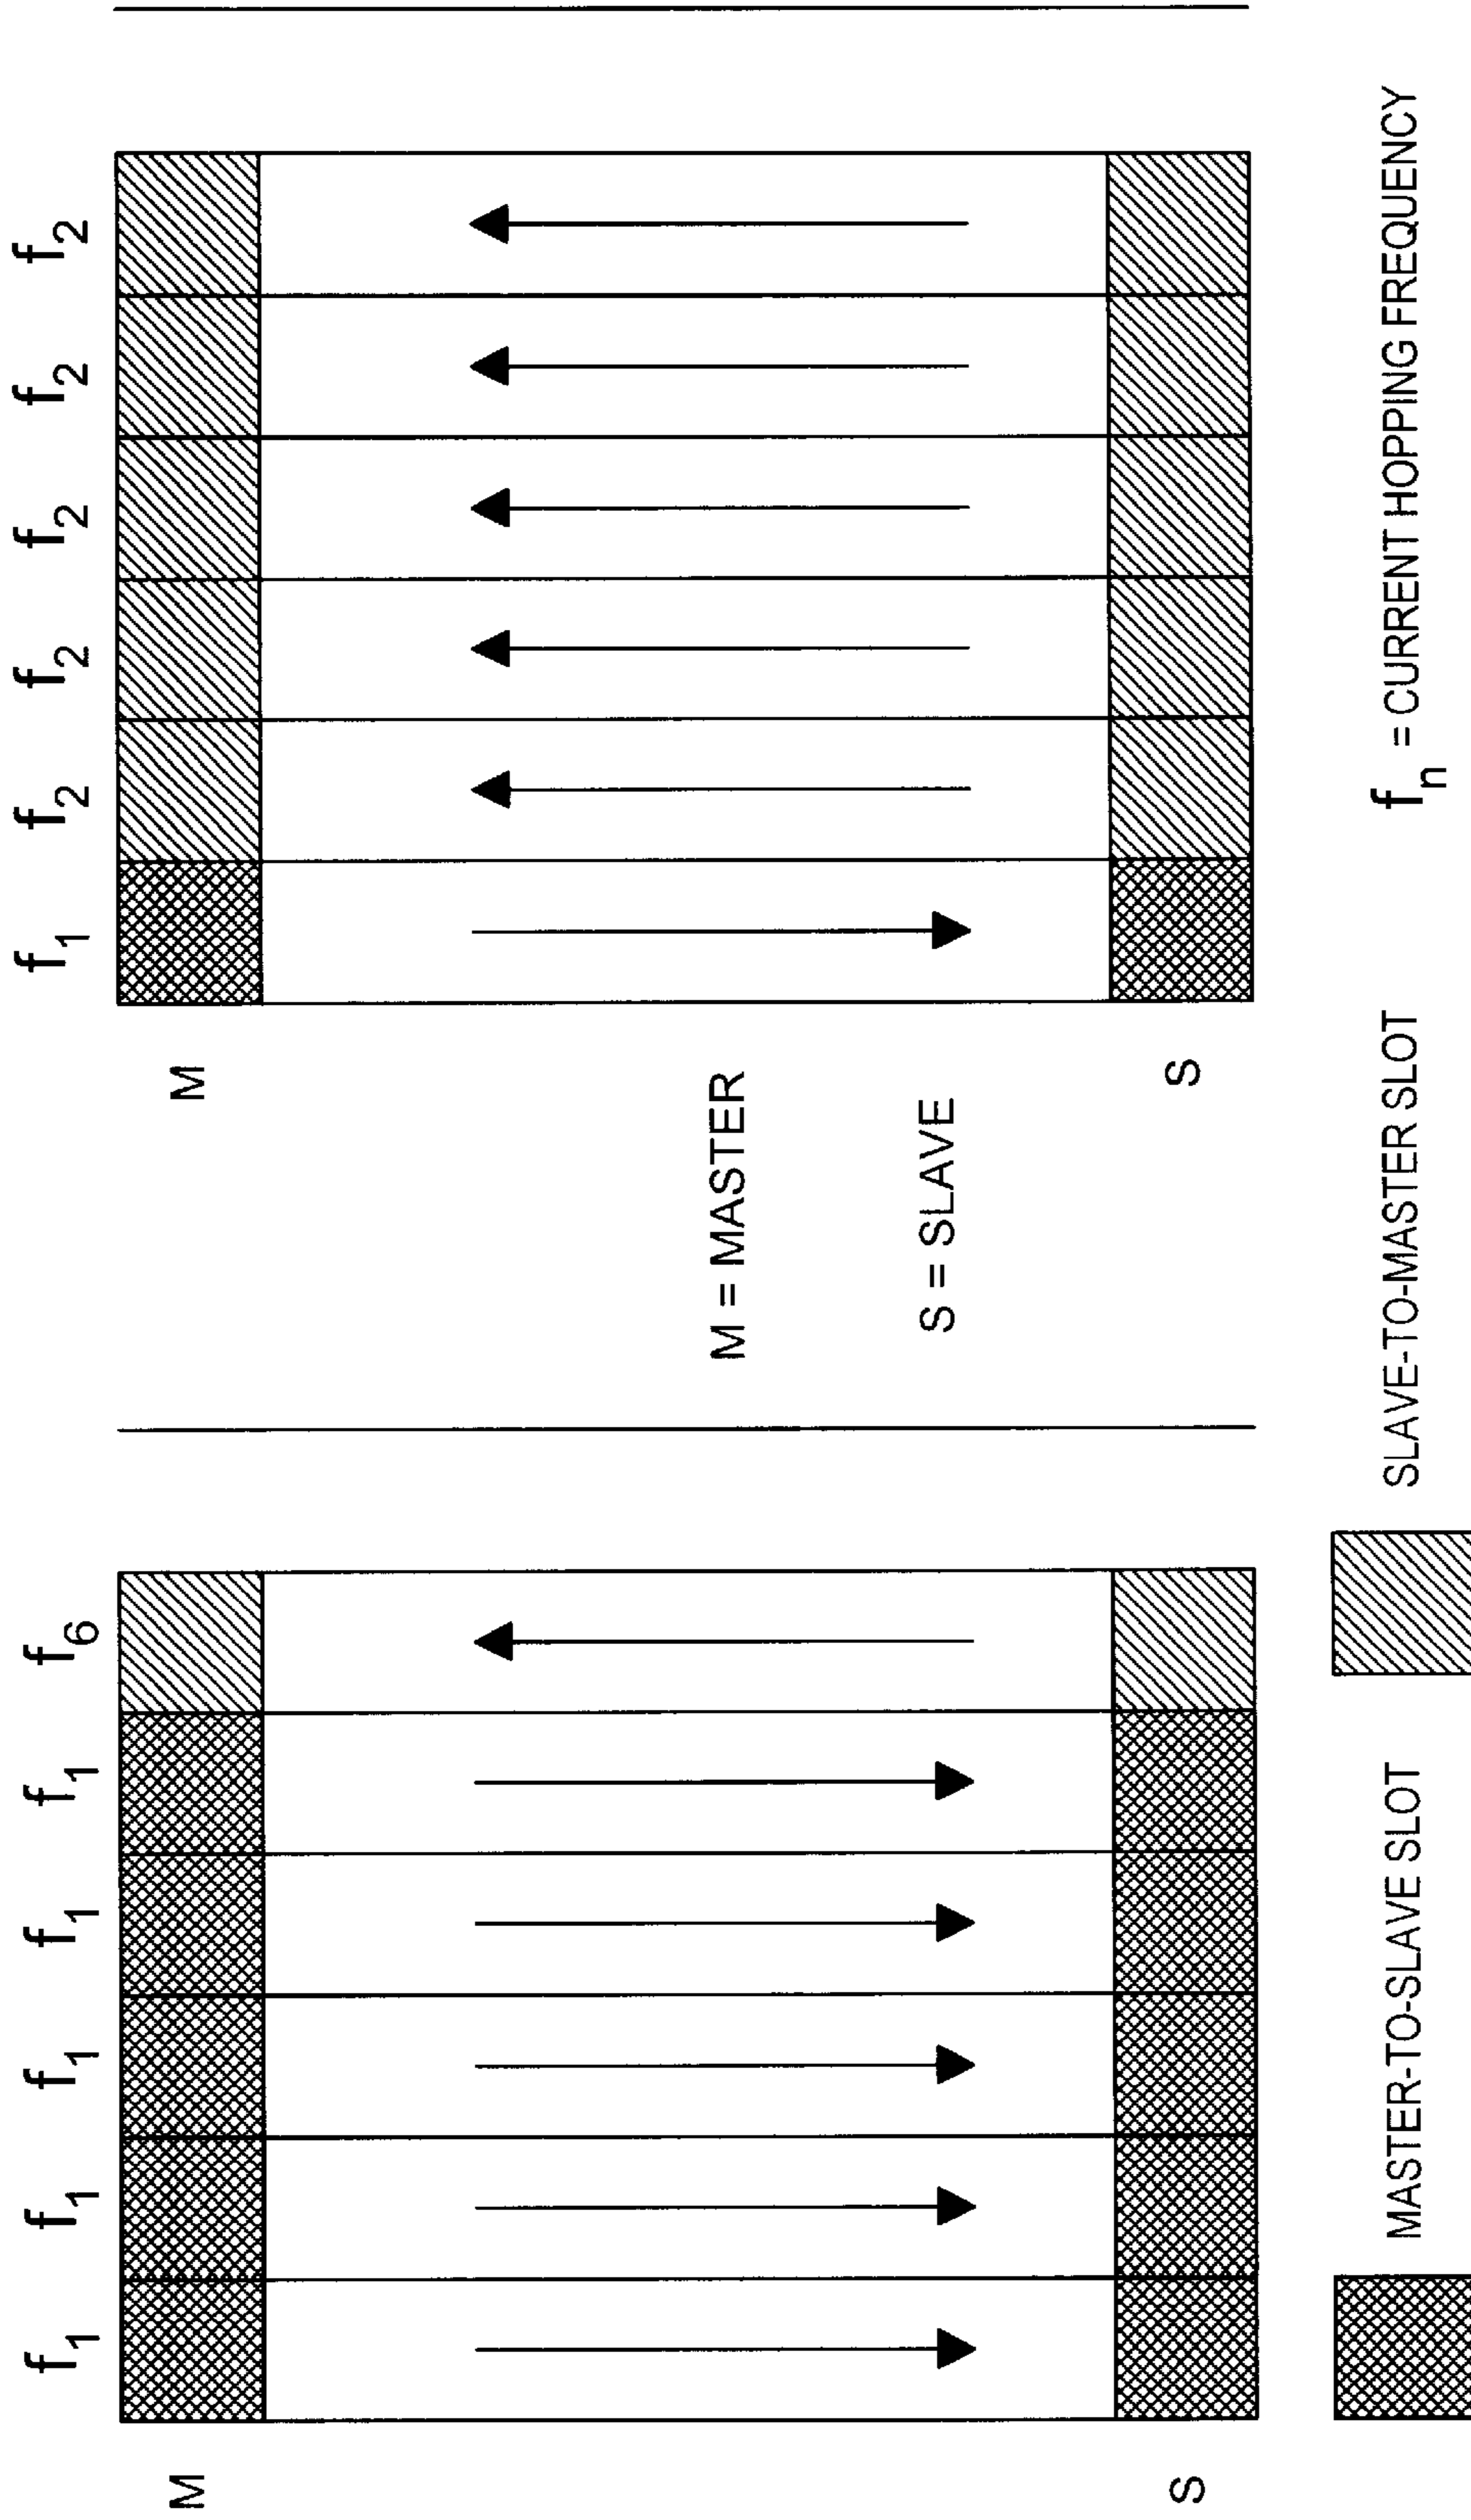 f1 f1 f1 f1 f1 f6
M
S
f1 f2 f2 f2 f2 f2
M
M = MASTER
S = SLAVE
S
MASTER-TO-SLAVE SLOT
SLAVE-TO-MASTER SLOT
fn = CURRENT HOPPING FREQUENCY